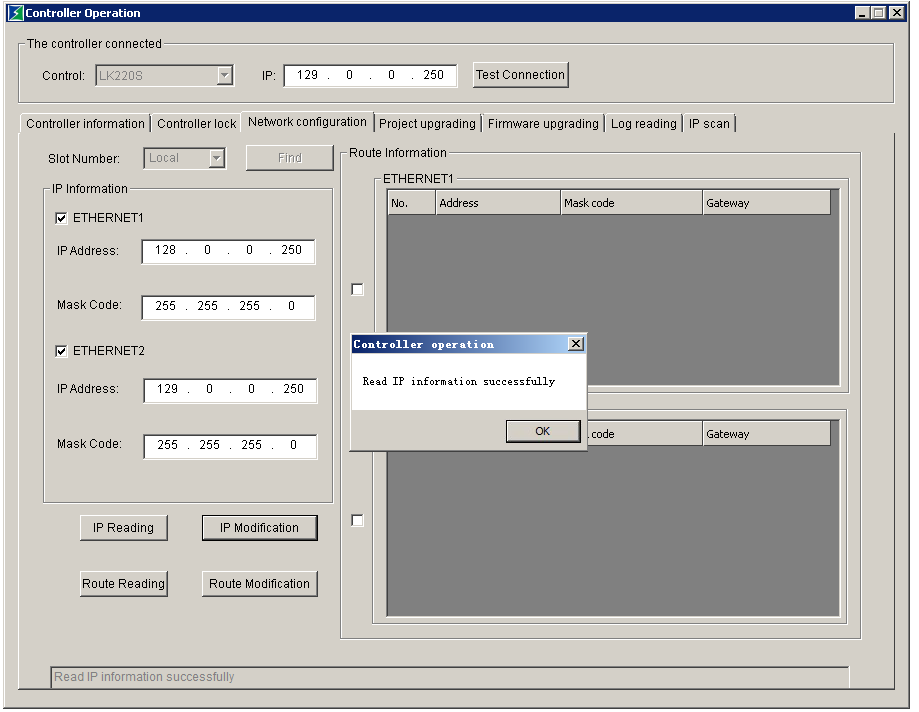 Controller Operation
The controller connected
Control: LK220S IP: 129 . 0 . 0 . 250 Test Connection
Controller information Controller lock Network configuration Project upgrading Firmware upgrading Log reading IP scan
Slot Number: Local Find
Route Information
IP Information
ETHERNET1
No. Address Mask code Gateway
ETHERNET1
IP Address: 128 . 0 . 0 . 250
Mask Code: 255 . 255 . 255 . 0
ETHERNET2
IP Address: 129 . 0 . 0 . 250
Mask Code: 255 . 255 . 255 . 0
Controller operation
Read IP information successfully
OK
code Gateway
IP Reading IP Modification
Route Reading Route Modification
Read IP information successfully